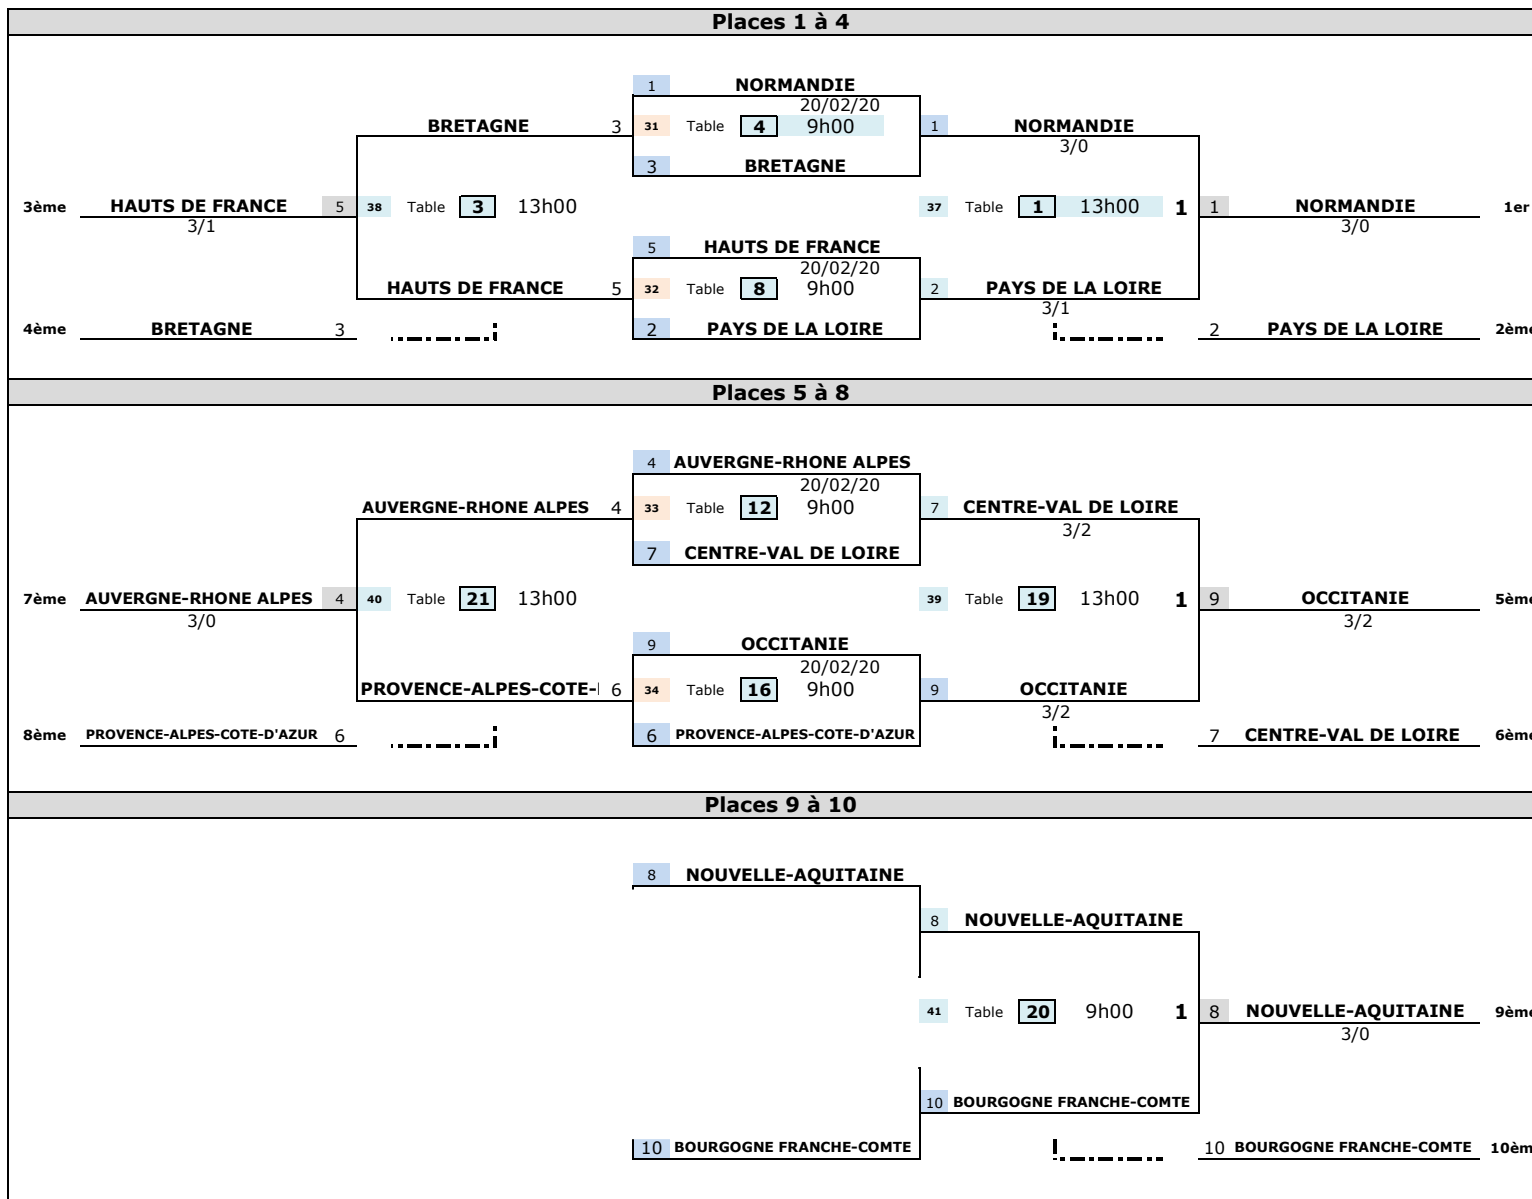 Places 1 à 4
1 NORMANDIE
20/02/20
BRETAGNE 3 31 Table 4 9h00 1 NORMANDIE
3/0
3 BRETAGNE
3ème HAUTS DE FRANCE 5 38 Table 3 13h00 37 Table 1 13h00 1 1 NORMANDIE 1er
3/1 3/0
5 HAUTS DE FRANCE
20/02/20
HAUTS DE FRANCE 5 32 Table 8 9h00 2 PAYS DE LA LOIRE
3/1
4ème BRETAGNE 3 2 PAYS DE LA LOIRE 2 PAYS DE LA LOIRE 2ème
Places 5 à 8
4 AUVERGNE-RHONE ALPES
20/02/20
AUVERGNE-RHONE ALPES 4 33 Table 12 9h00 7 CENTRE-VAL DE LOIRE
3/2
7 CENTRE-VAL DE LOIRE
7ème AUVERGNE-RHONE ALPES 4 40 Table 21 13h00 39 Table 19 13h00 1 9 OCCITANIE 5ème
3/0 3/2
9 OCCITANIE
20/02/20
PROVENCE-ALPES-COTE- 6 34 Table 16 9h00 9 OCCITANIE
3/2
8ème PROVENCE-ALPES-COTE-D'AZUR 6 6 PROVENCE-ALPES-COTE-D'AZUR 7 CENTRE-VAL DE LOIRE 6ème
Places 9 à 10
8 NOUVELLE-AQUITAINE
8 NOUVELLE-AQUITAINE
41 Table 20 9h00 1 8 NOUVELLE-AQUITAINE 9ème
3/0
10 BOURGOGNE FRANCHE-COMTE
10 BOURGOGNE FRANCHE-COMTE 10 BOURGOGNE FRANCHE-COMTE 10èm